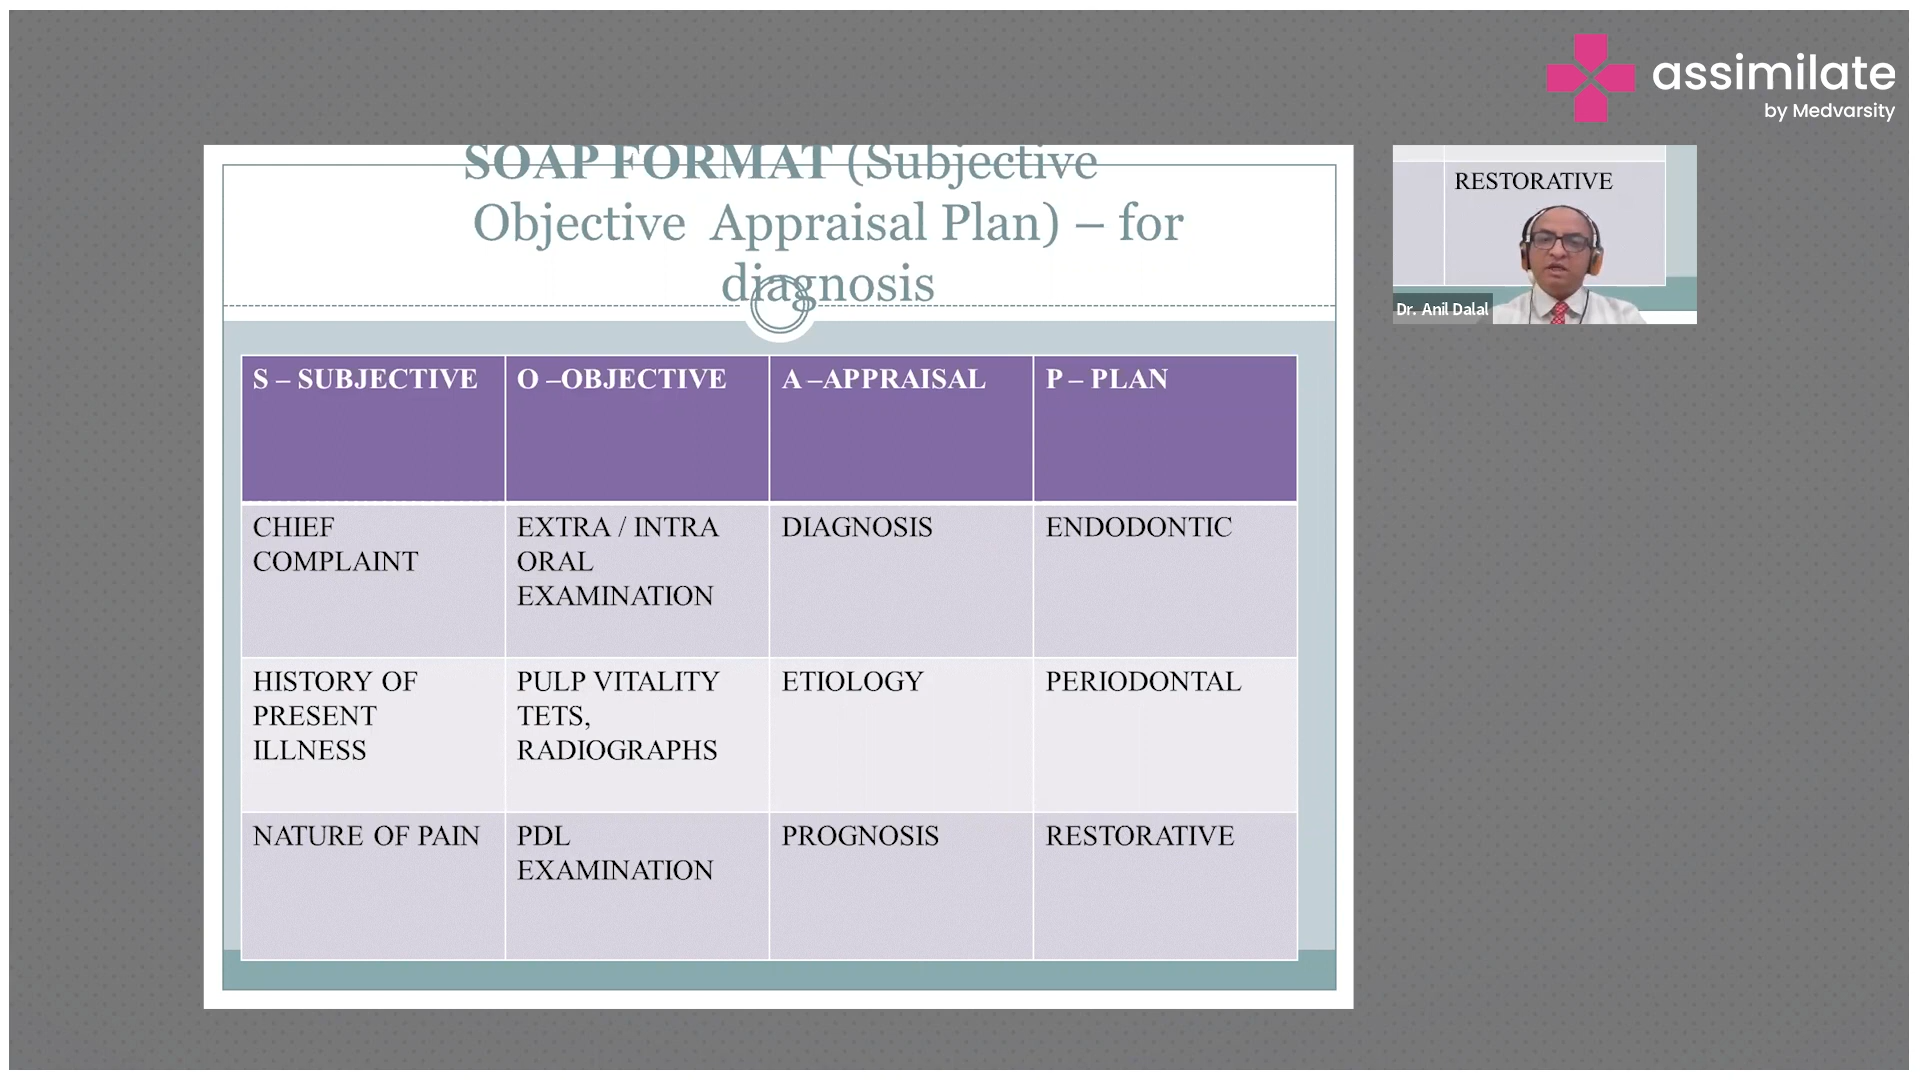 assimilate
by Medvarsity
SOAP FORMAT (Subjective
Objective Appraisal Plan) – for
diagnosis
S – SUBJECTIVE
O –OBJECTIVE
A –APPRAISAL
P – PLAN
CHIEF
COMPLAINT
EXTRA / INTRA
ORAL
EXAMINATION
DIAGNOSIS
ENDODONTIC
HISTORY OF
PRESENT
ILLNESS
PULP VITALITY
TETS,
RADIOGRAPHS
ETIOLOGY
PERIODONTAL
NATURE OF PAIN
PDL
EXAMINATION
PROGNOSIS
RESTORATIVE
RESTORATIVE
Dr. Anil Dalal